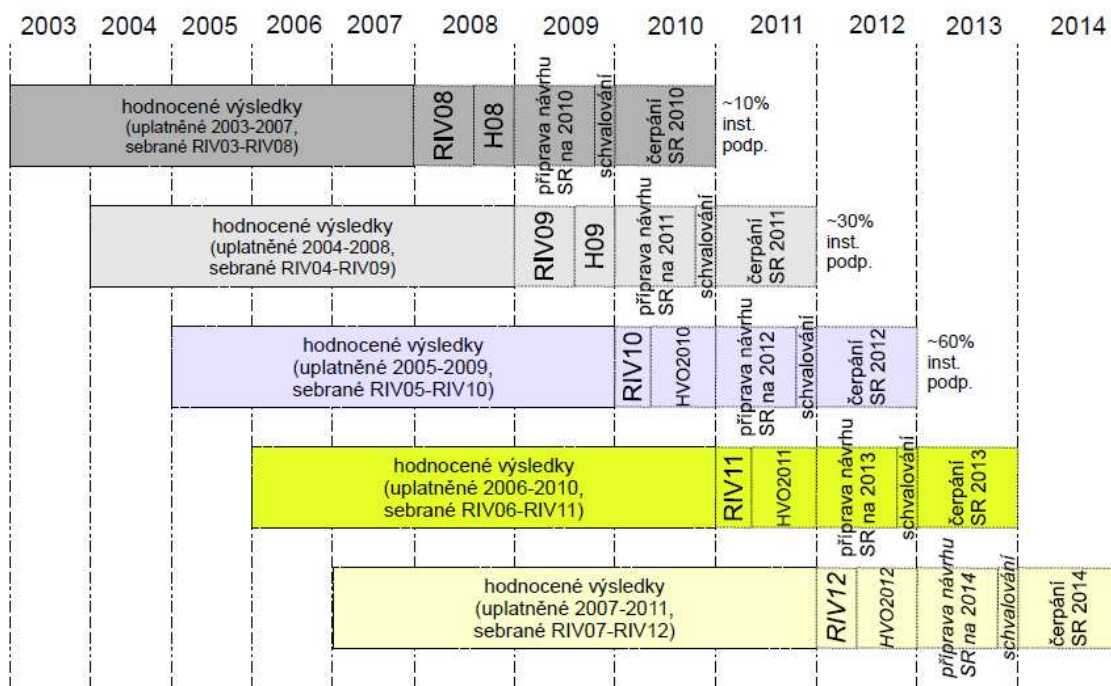 2003 2004 2005 2006 2007 2008 2009 2010 2011 2012 2013 2014
hodnocené výsledky
(uplatněné 2003-2007,
sebrané RIV03-RIV08)
RIV08
H08
příprava návrhu
SR na 2010
schvalování
čerpání
SR 2010
~10%
inst.
podp.
hodnocené výsledky
(uplatněné 2004-2008,
sebrané RIV04-RIV09)
RIV09
H09
příprava návrhu
SR na 2011
schvalování
čerpání
SR 2011
~30%
inst.
podp.
hodnocené výsledky
(uplatněné 2005-2009,
sebrané RIV05-RIV10)
RIV10
HVO2010
příprava návrhu
SR na 2012
schvalování
čerpání
SR 2012
~60%
inst.
podp.
hodnocené výsledky
(uplatněné 2006-2010,
sebrané RIV06-RIV11)
RIV11
HVO2011
příprava návrhu
SR na 2013
schvalování
čerpání
SR 2013
hodnocené výsledky
(uplatněné 2007-2011,
sebrané RIV07-RIV12)
RIV12
HVO2012
příprava návrhu
SR na 2014
schvalování
čerpání
SR 2014